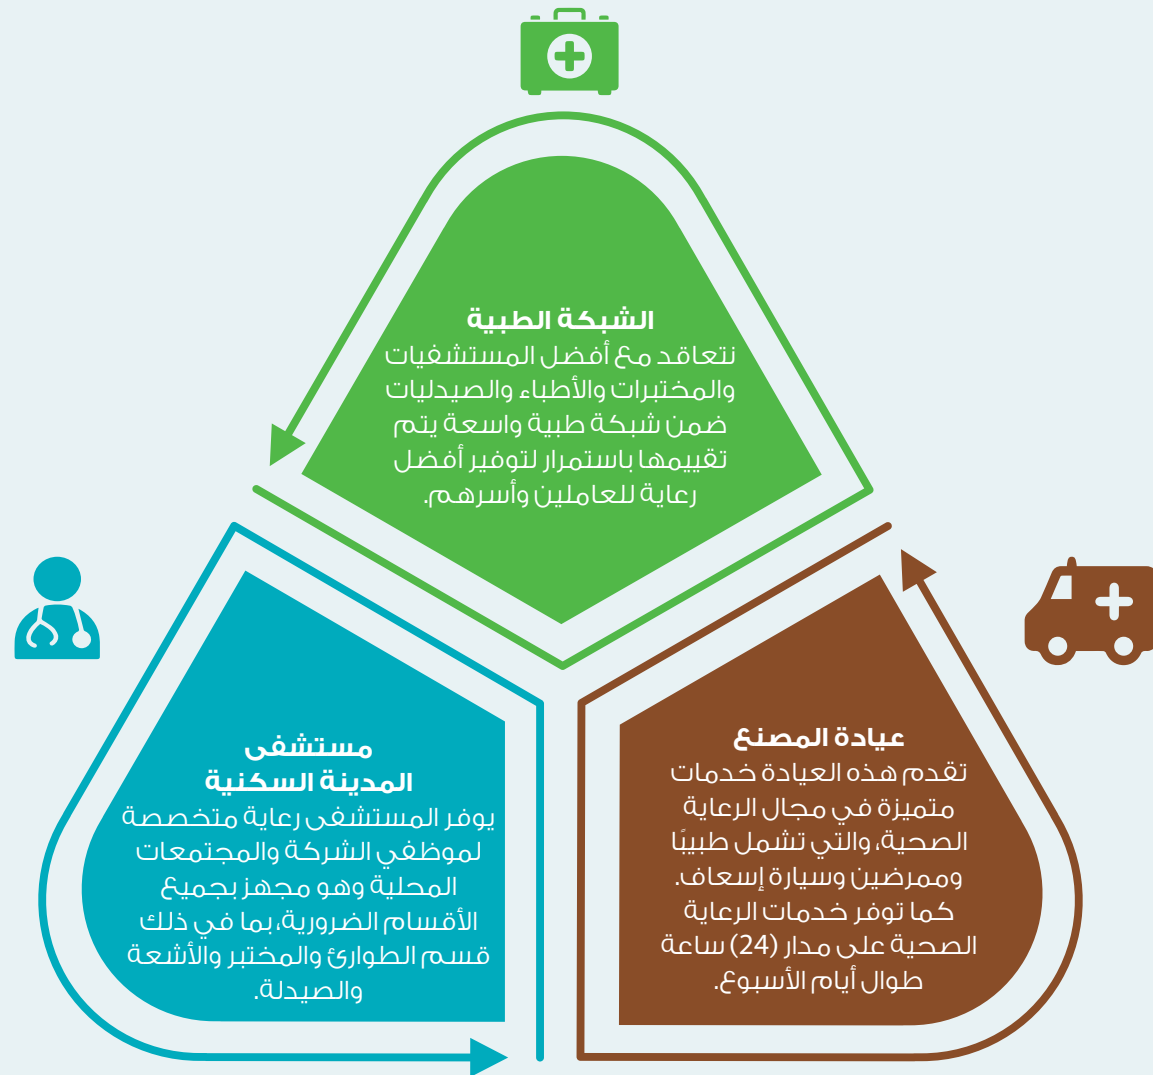 الشبكة الطبية
نتعاقد مع أفضل المستشفيات
والمختبرات والأطباء والصيدليات
ضمن شبكة طبية واسعة يتم
تقييمها باستمرار لتوفير أفضل
رعاية للعاملين وأسرهم.
عيادة المصنع
تقدم هذه العيادة خدمات
متميزة في مجال الرعاية
الصحية، والتي تشمل طبيبًا
وممرضين وسيارة إسعاف.
كما توفر خدمات الرعاية
الصحية على مدار (24) ساعة
طوال أيام الأسبوع.
مستشفى
المدينة السكنية
يوفر المستشفى رعاية متخصصة
لموظفي الشركة والمجتمعات
المحلية وهو مجهز بجميع
الأقسام الضرورية، بما في ذلك
قسم الطوارئ والمختبر والأشعة
والصيدلة.